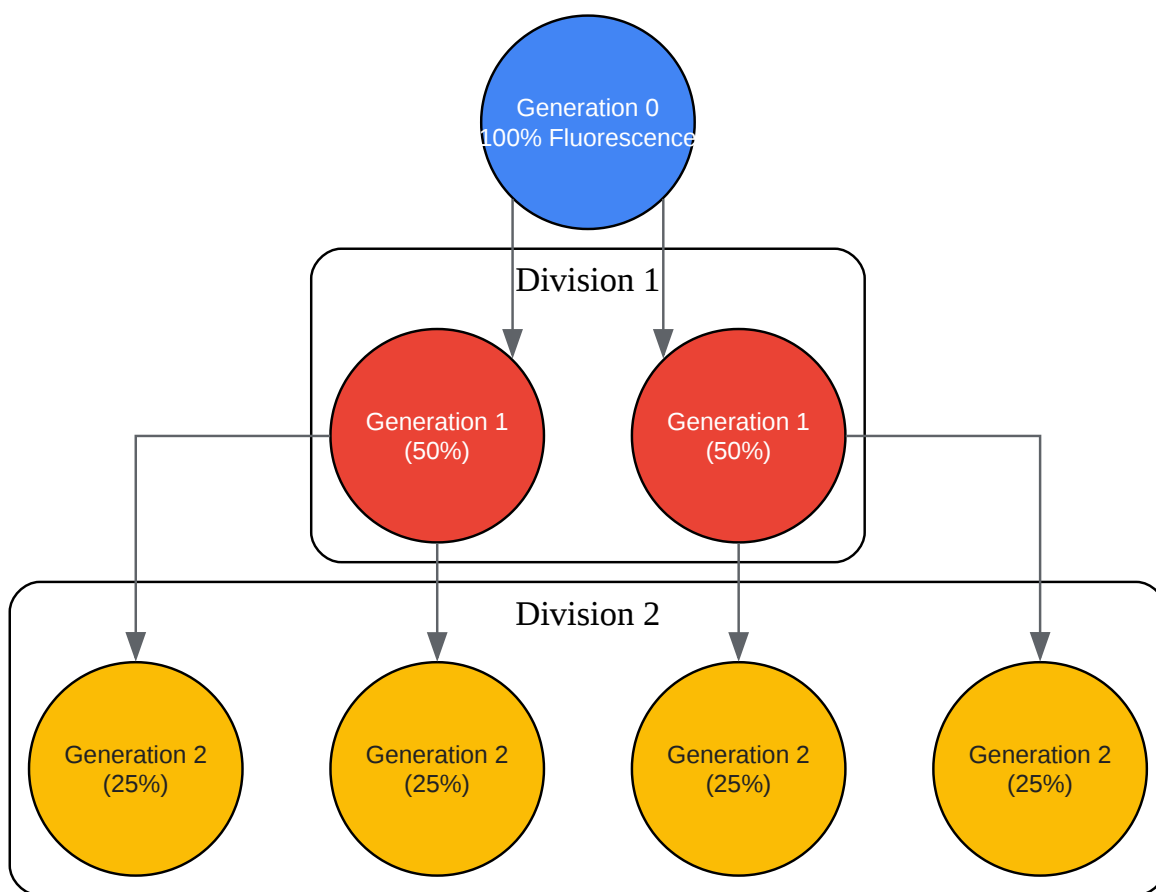 Generation 0
100% Fluorescence
Division 1
Generation 1
(50%)
Generation 1
(50%)
Division 2
Generation 2
(25%)
Generation 2
(25%)
Generation 2
(25%)
Generation 2
(25%)